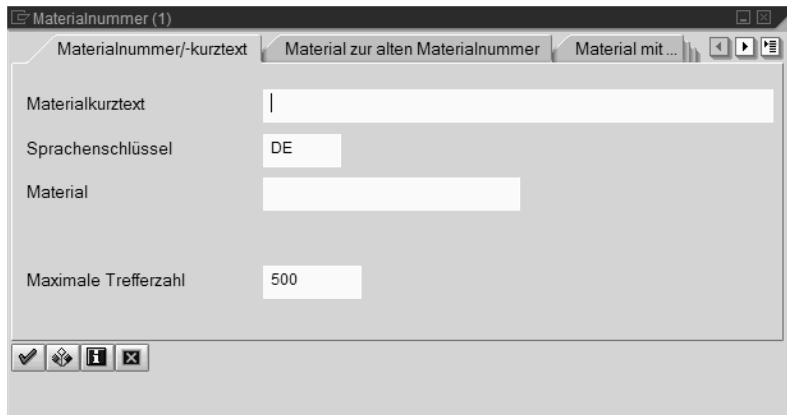 Materialnummer (1)
Materialnummer/-kurztext Material zur alten Materialnummer Material mit ...
Materialkurztext
Sprachenschlüssel DE
Material
Maximale Trefferzahl 500